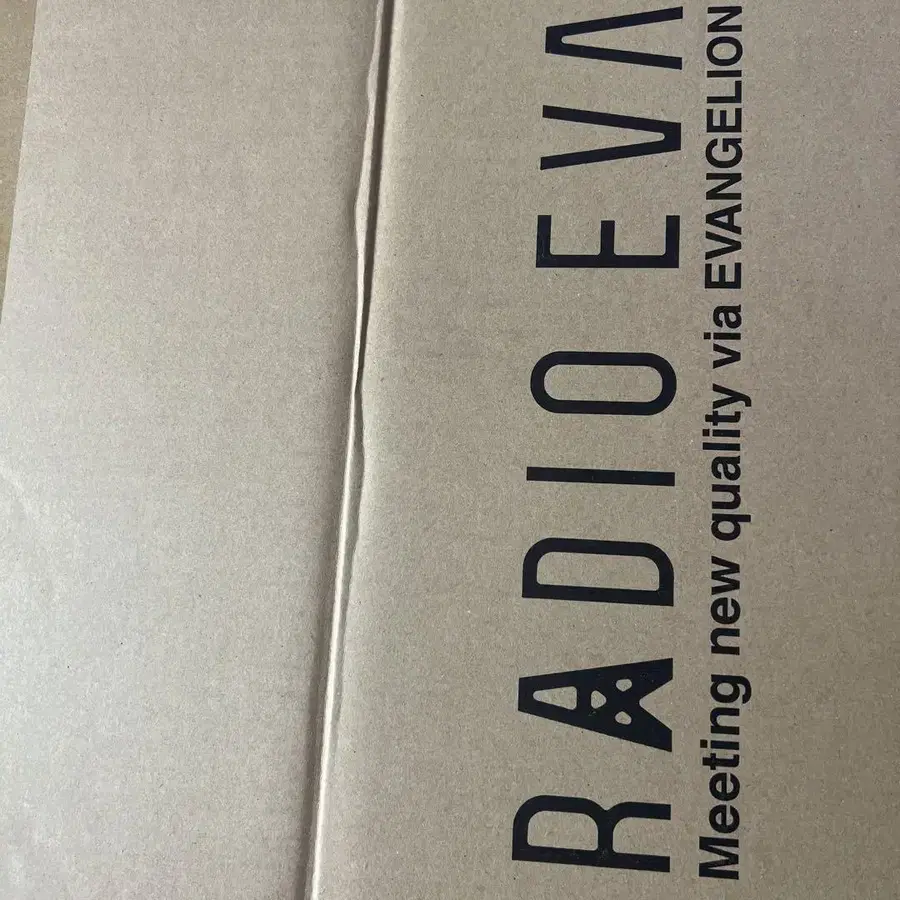 RADIO EVA
Meeting new quality via EVANGELION